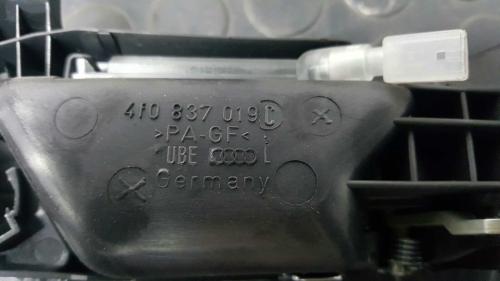 4F0 837 019 C
>PA-GF<
UBE L
Germany